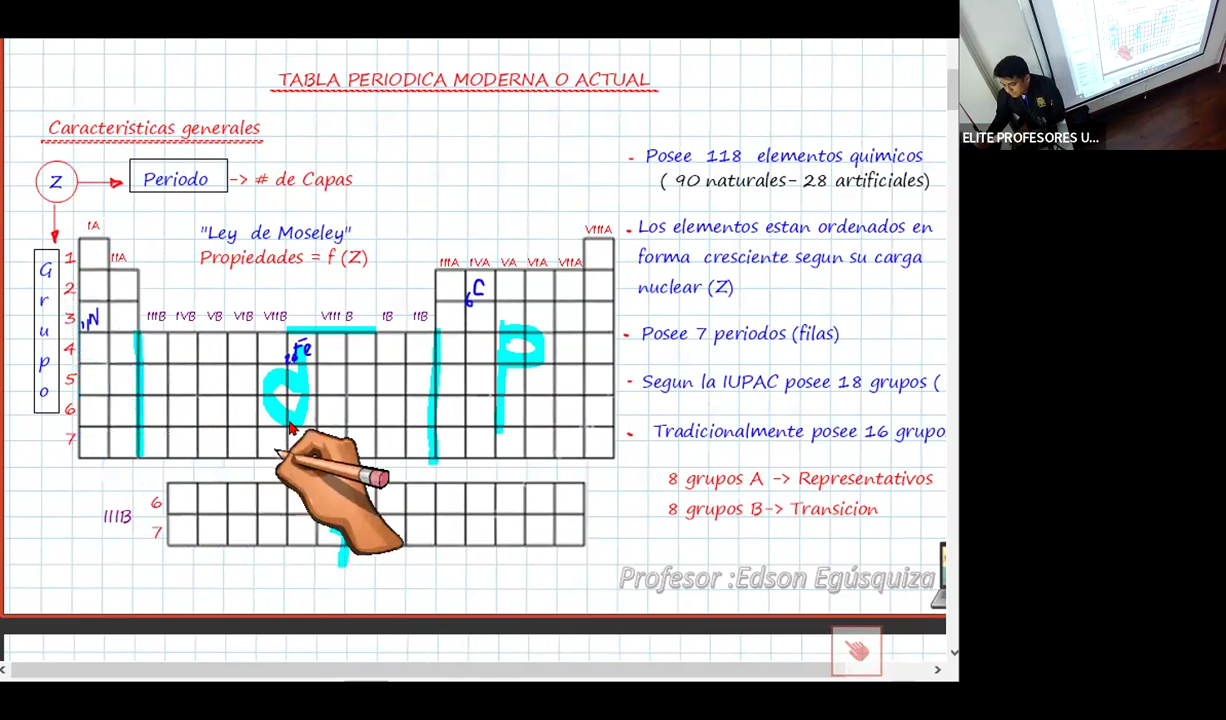 TABLA PERIODICA MODERNA O ACTUAL
Caracteristicas generales
Z
Periodo -> # de Capas
"Ley de Moseley"
Propiedades = f (Z)
Grupo
IA
IIA
IIIB IVB VB VIB VIIB VIII B IB IIB
IIIA IVA VA VIA VIIA
VIIIA
1
2
3
4
5
6
7
N
6C
Fe
d
P
IIIB
6
7
- Posee 118 elementos quimicos
( 90 naturales- 28 artificiales)
- Los elementos estan ordenados en
forma cresciente segun su carga
nuclear (Z)
- Posee 7 periodos (filas)
- Segun la IUPAC posee 18 grupos (
- Tradicionalmente posee 16 grupo
8 grupos A -> Representativos
8 grupos B-> Transicion
Profesor :Edson Egúsquiza
ELITE PROFESORES U...